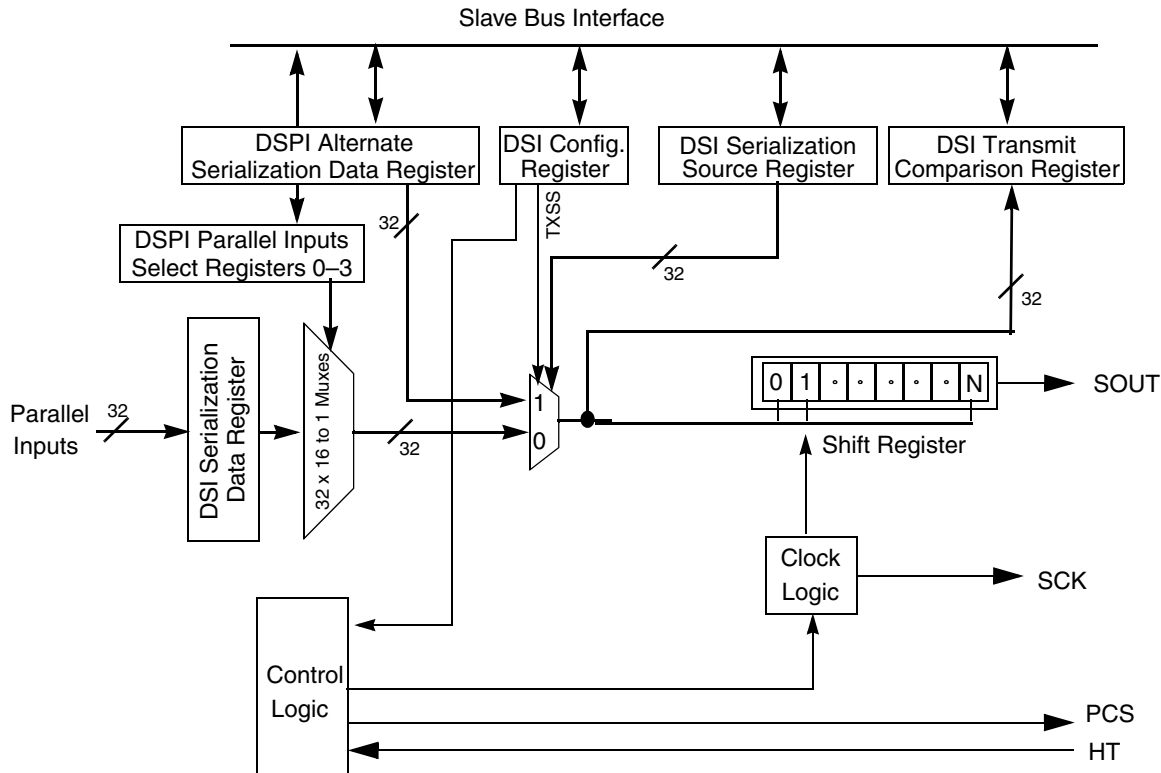 Slave Bus Interface
DSPI Alternate
Serialization Data Register
DSI Config.
Register
DSI Serialization
Source Register
DSI Transmit
Comparison Register
32
TXSS
DSPI Parallel Inputs
Select Registers 0–3
32
32
DSI Serialization
Data Register
32 x 16 to 1 Muxes
1
0
0 1 ° ° ° ° ° N
SOUT
Parallel
Inputs
32
32
Shift Register
Clock
Logic
SCK
Control
Logic
PCS
HT